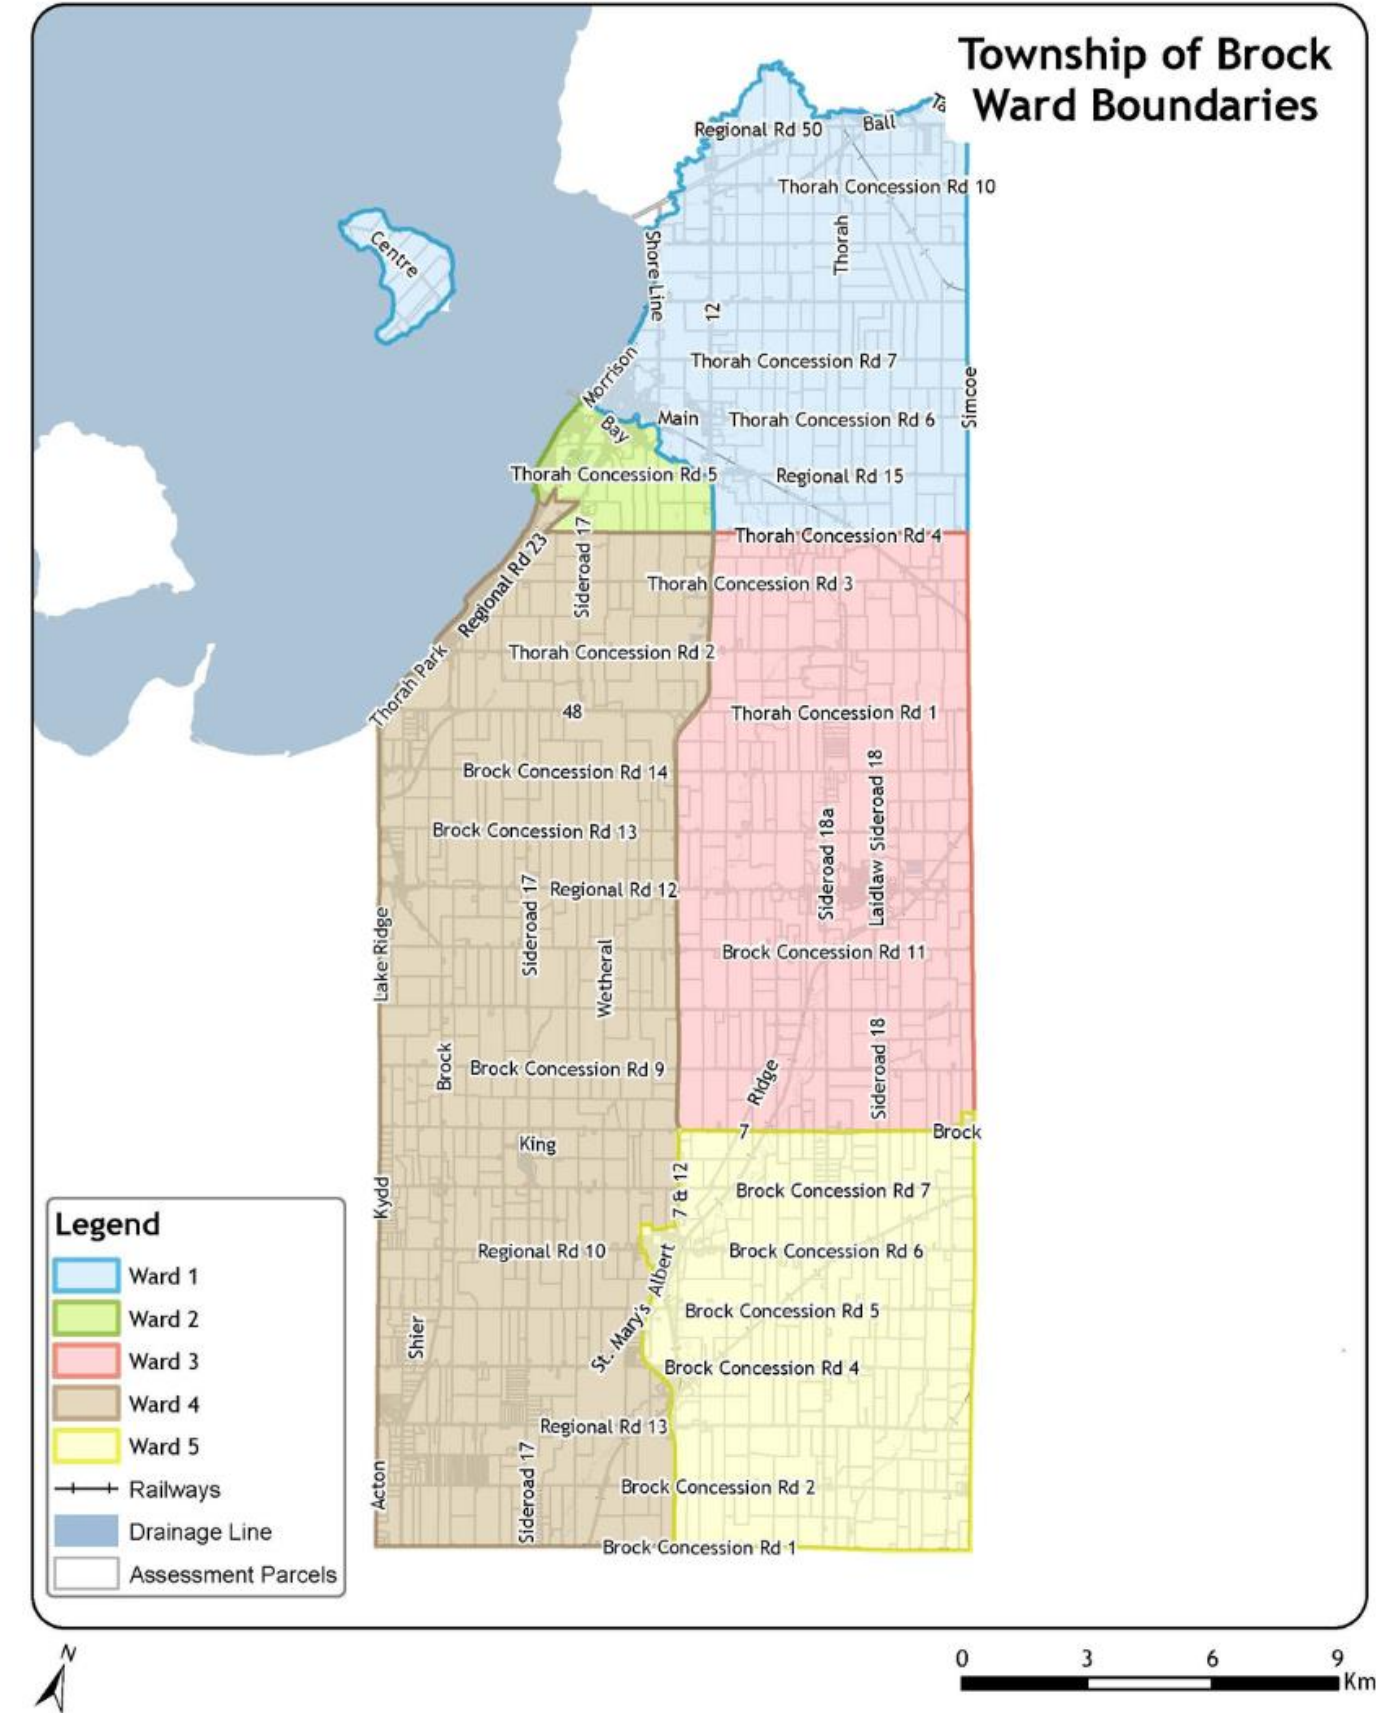 Township of Brock
Ward Boundaries
Regional Rd 50
Ball
Thorah Concession Rd 10
Centre
Shore Line
Thorah
12
Morrison
Thorah Concession Rd 7
Simcoe
Bay
Main
Thorah Concession Rd 6
Thorah Concession Rd 5
Regional Rd 15
Thorah Concession Rd 4
Regional Rd 23
Sideroad 17
Thorah Concession Rd 3
Thorah Park
Thorah Concession Rd 2
48
Thorah Concession Rd 1
Brock Concession Rd 14
Brock Concession Rd 13
Sideroad 18a
Laidlaw
Sideroad 18
Sideroad 17
Regional Rd 12
Lake Ridge
Wetheral
Brock Concession Rd 11
Brock
Brock Concession Rd 9
Ridge
Sideroad 18
King
7
Brock
Kydd
7 & 12
Brock Concession Rd 7
Regional Rd 10
Albert
Brock Concession Rd 6
Shier
St. Mary's
Brock Concession Rd 5
Brock Concession Rd 4
Regional Rd 13
Acton
Sideroad 17
Brock Concession Rd 2
Brock Concession Rd 1
Legend
Ward 1
Ward 2
Ward 3
Ward 4
Ward 5
Railways
Drainage Line
Assessment Parcels
N
0 3 6 9
Km